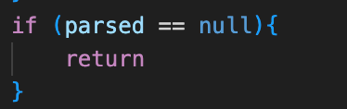 if (parsed == null){
    return
}